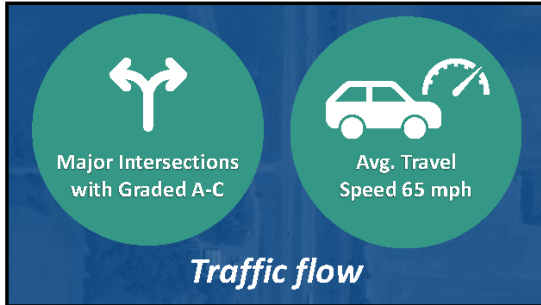 Major Intersections
with Graded A-C
Avg. Travel
Speed 65 mph
Traffic flow